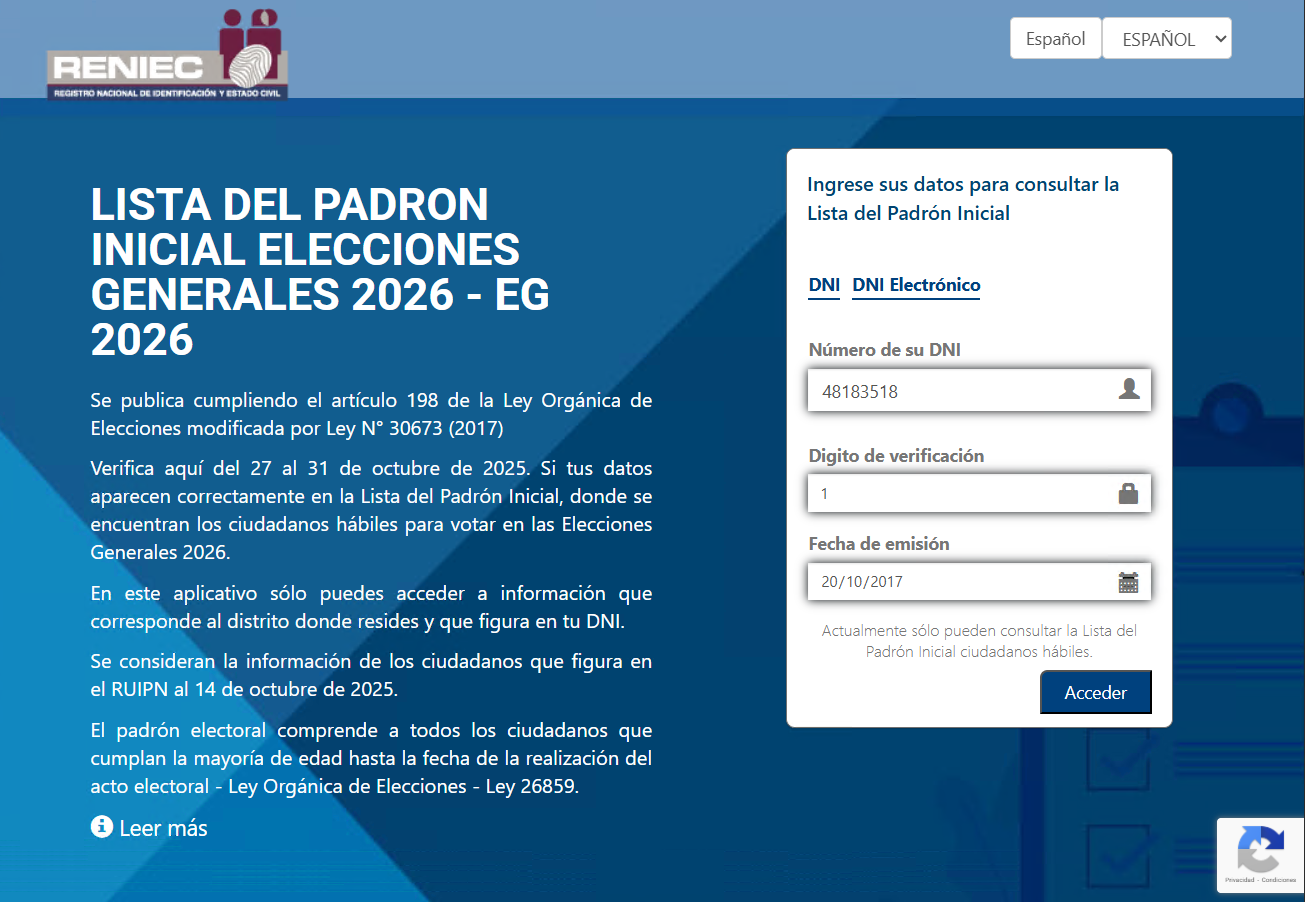 RENIEC
REGISTRO NACIONAL DE IDENTIFICACIÓN Y ESTADO CIVIL
Español
ESPAÑOL
LISTA DEL PADRON
INICIAL ELECCIONES
GENERALES 2026 - EG
2026
Se publica cumpliendo el artículo 198 de la Ley Orgánica de
Elecciones modificada por Ley N° 30673 (2017)
Verifica aquí del 27 al 31 de octubre de 2025. Si tus datos
aparecen correctamente en la Lista del Padrón Inicial, donde se
encuentran los ciudadanos hábiles para votar en las Elecciones
Generales 2026.
En este aplicativo sólo puedes acceder a información que
corresponde al distrito donde resides y que figura en tu DNI.
Se consideran la información de los ciudadanos que figura en
el RUIPN al 14 de octubre de 2025.
El padrón electoral comprende a todos los ciudadanos que
cumplan la mayoría de edad hasta la fecha de la realización del
acto electoral - Ley Orgánica de Elecciones - Ley 26859.
Leer más
Ingrese sus datos para consultar la
Lista del Padrón Inicial
DNI DNI Electrónico
Número de su DNI
48183518
Digito de verificación
1
Fecha de emisión
20/10/2017
Actualmente sólo pueden consultar la Lista del
Padrón Inicial ciudadanos hábiles.
Acceder
Privacidad - Condiciones